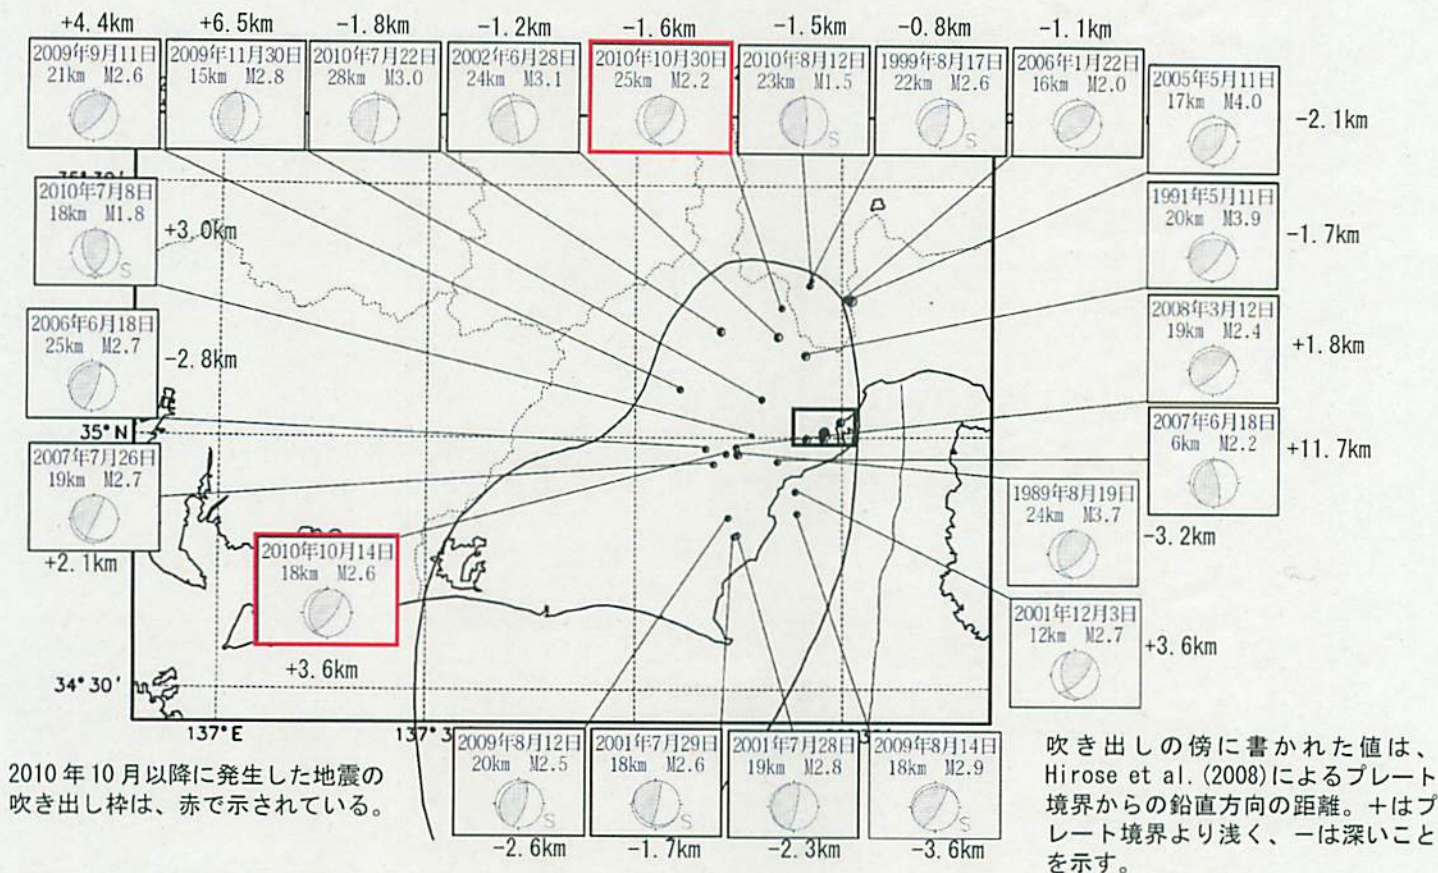 +4.4km
+6.5km
-1.8km
-1.2km
-1.6km
-1.5km
-0.8km
-1.1km
2009年9月11日
21km M2.6
2009年11月30日
15km M2.8
2010年7月22日
28km M3.0
2002年6月28日
24km M3.1
2010年10月30日
25km M2.2
2010年8月12日
23km M1.5
S
1999年8月17日
22km M2.6
S
2006年1月22日
16km M2.0
2005年5月11日
17km M4.0
-2.1km
2010年7月8日
18km M1.8
S
+3.0km
1991年5月11日
20km M3.9
-1.7km
2006年6月18日
25km M2.7
-2.8km
2008年3月12日
19km M2.4
+1.8km
35°N
2007年7月26日
19km M2.7
+2.1km
2007年6月18日
6km M2.2
+11.7km
2010年10月14日
18km M2.6
+3.6km
1989年8月19日
24km M3.7
-3.2km
2001年12月3日
12km M2.7
+3.6km
34°30'
137°E
2009年8月12日
20km M2.5
S
-2.6km
2001年7月29日
18km M2.6
S
-1.7km
2001年7月28日
19km M2.8
-2.3km
2009年8月14日
18km M2.9
S
-3.6km
2010年10月以降に発生した地震の
吹き出し枠は、赤で示されている。
吹き出しの傍に書かれた値は、
Hirose et al.(2008)によるプレート
境界からの鉛直方向の距離。+はプ
レート境界より浅く、-は深いこと
を示す。